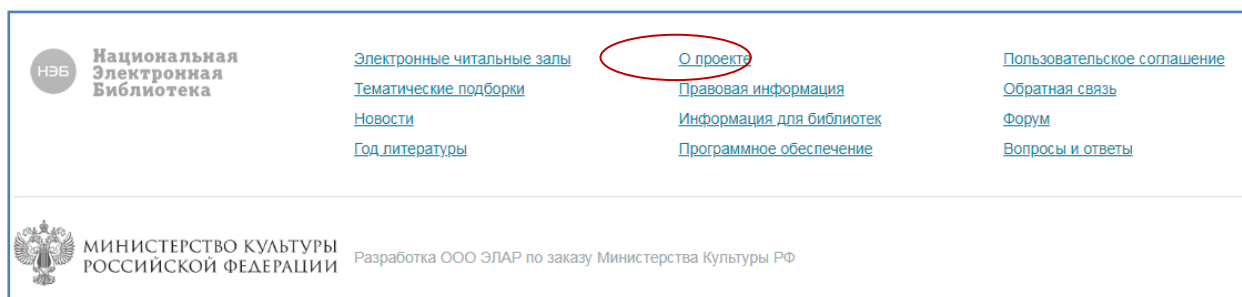 НЭБ
Национальная
Электронная
Библиотека
Электронные читальные залы
Тематические подборки
Новости
Год литературы
О проекте
Правовая информация
Информация для библиотек
Программное обеспечение
Пользовательское соглашение
Обратная связь
Форум
Вопросы и ответы
МИНИСТЕРСТВО КУЛЬТУРЫ
РОССИЙСКОЙ ФЕДЕРАЦИИ
Разработка ООО ЭЛАР по заказу Министерства Культуры РФ